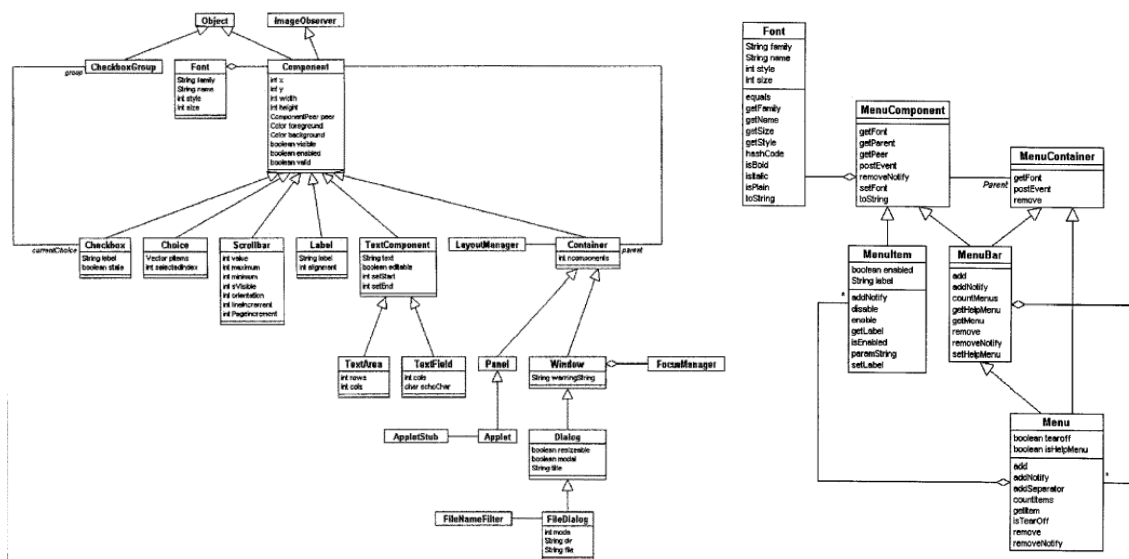 Object
ImageObserver
CheckboxGroup
group
Font
String family
String name
int style
int size
Component
int x
int y
int width
int height
ComponentPeer peer
Color foreground
Color background
boolean visible
boolean enabled
boolean valid
currentChoice
Checkbox
String label
boolean state
Choice
Vector pItems
int selectedIndex
Scrollbar
int value
int maximum
int minimum
int sVisible
int orientation
int lineIncrement
int PageIncrement
Label
String label
int alignment
TextComponent
String text
boolean editable
int selStart
int selEnd
LayoutManager
Container
int ncomponents
parent
TextArea
int rows
int cols
TextField
int cols
char echoChar
Panel
Window
String warningString
FocusManager
AppletStub
Applet
Dialog
boolean resizeable
boolean modal
String title
FileNameFilter
FileDialog
int mode
String dir
String file
Font
String family
String name
int style
int size
equals
getFamily
getName
getSize
getStyle
hashCode
isBold
isItalic
isPlain
toString
MenuComponent
getFont
getParent
getPeer
postEvent
removeNotify
setFont
toString
Parent
MenuContainer
getFont
postEvent
remove
MenuItem
boolean enabled
String label
*
addNotify
disable
enable
getLabel
isEnabled
paramString
setLabel
MenuBar
add
addNotify
countMenus
getHelpMenu
getMenu
remove
removeNotify
setHelpMenu
Menu
boolean tearoff
boolean isHelpMenu
add
addNotify
addSeparator
countItems
getItem
isTearOff
remove
removeNotify
*